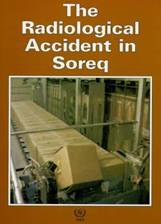 The
Radiological
Accident in
Soreq